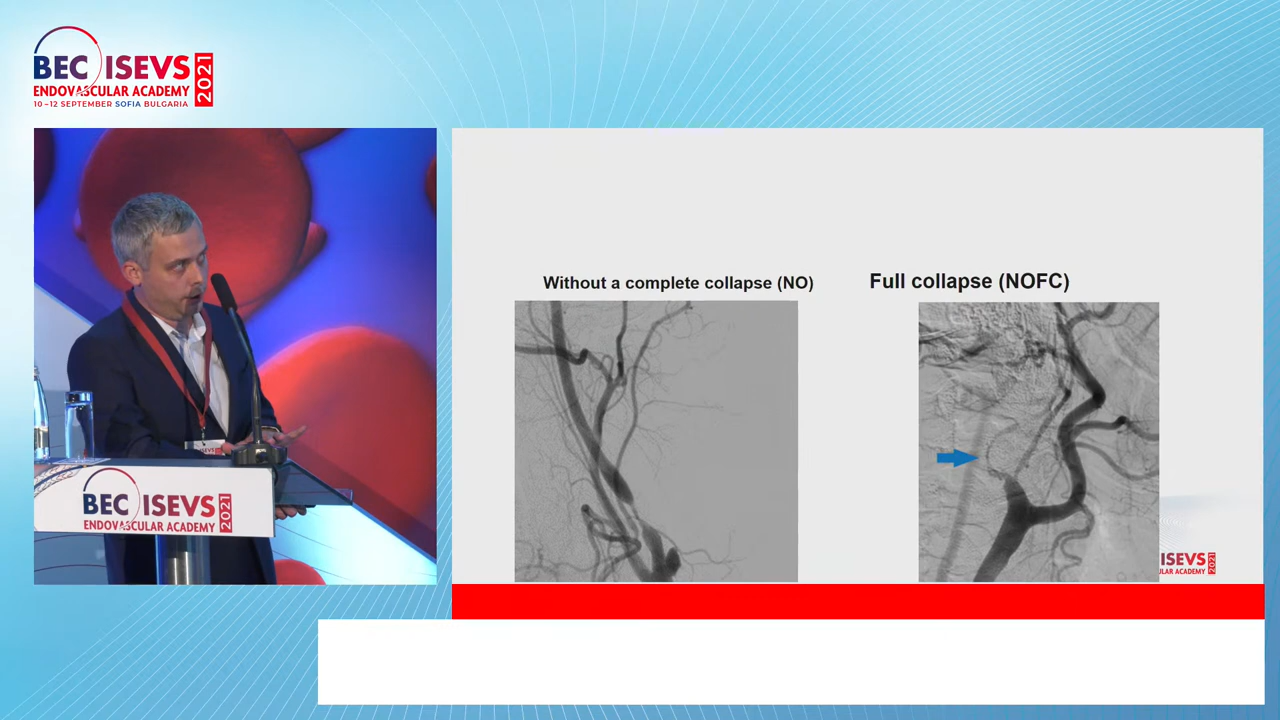 BEC ISEVS
ENDOVASCULAR ACADEMY
2021
10–12 SEPTEMBER SOFIA BULGARIA
Without a complete collapse (NO)
Full collapse (NOFC)
BEC ISEVS
ENDOVASCULAR ACADEMY
2021
ISEVS
ULAR ACADEMY
2021